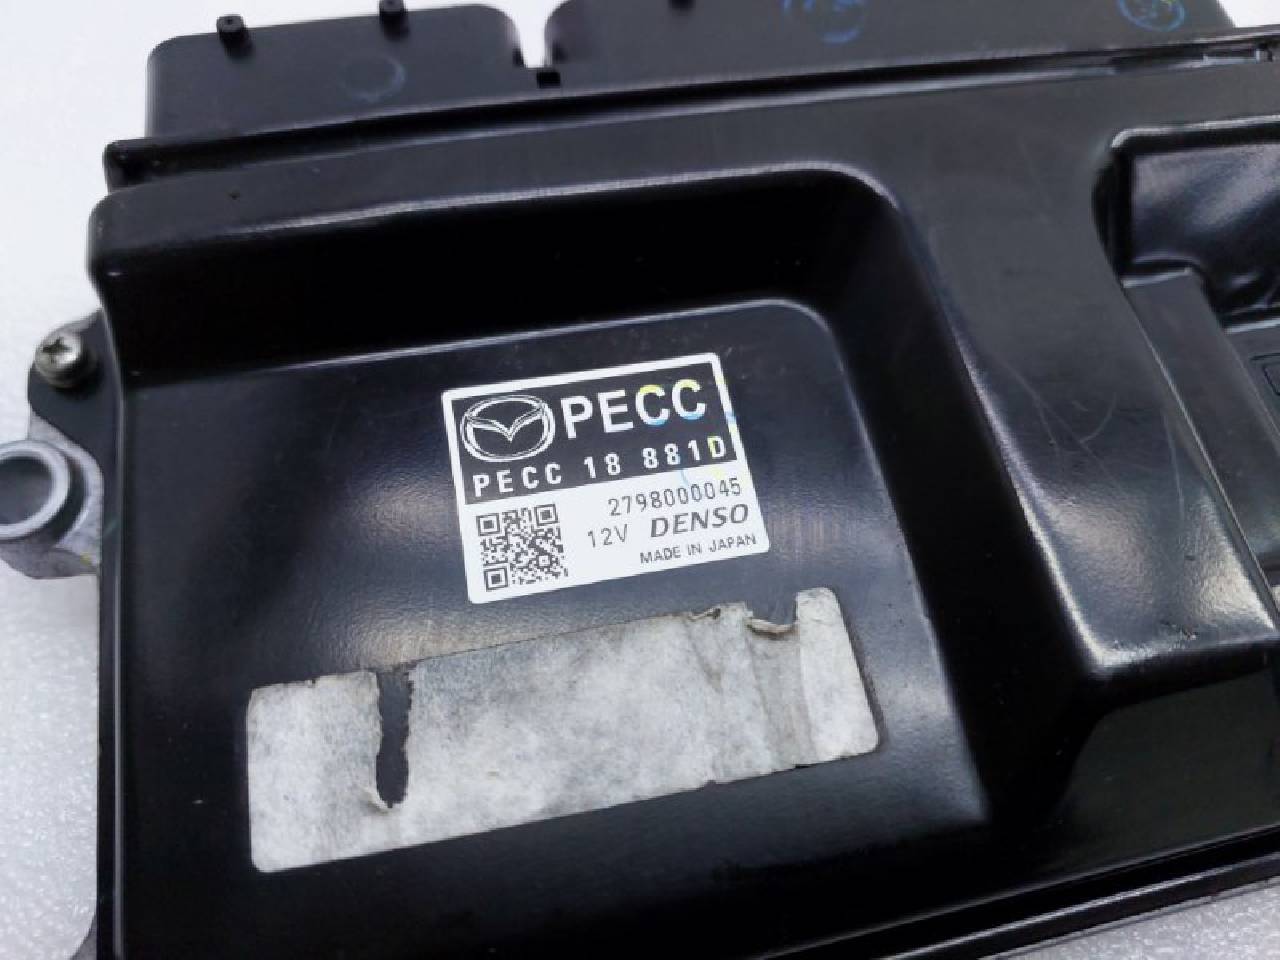 PECC
PECC 18 881D
2798000045
12V DENSO
MADE IN JAPAN